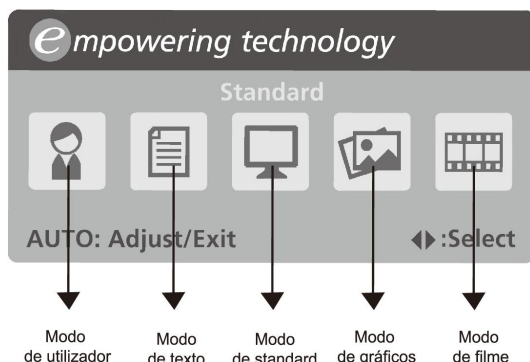 empowering technology
Standard
AUTO: Adjust/Exit
:Select
Modo
de utilizador
Modo
de texto
Modo
de standard
Modo
de gráficos
Modo
de filme